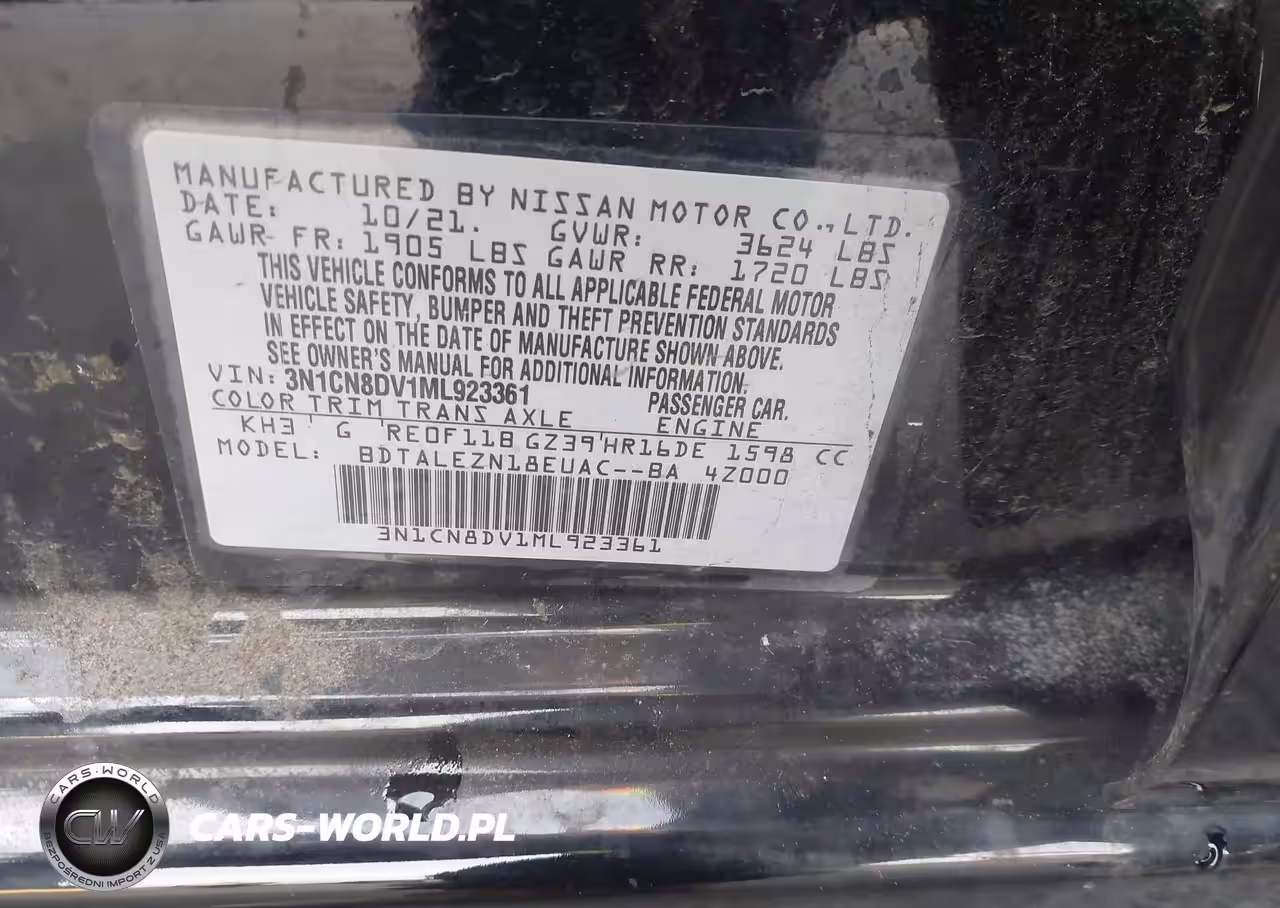 MANUFACTURED BY NISSAN MOTOR CO., LTD.
DATE: 10/21. GVWR: 3624 LBS
GAWR FR: 1905 LBS GAWR RR: 1720 LBS
THIS VEHICLE CONFORMS TO ALL APPLICABLE FEDERAL MOTOR
VEHICLE SAFETY, BUMPER AND THEFT PREVENTION STANDARDS
IN EFFECT ON THE DATE OF MANUFACTURE SHOWN ABOVE.
SEE OWNER'S MANUAL FOR ADDITIONAL INFORMATION.
VIN: 3N1CN8DV1ML923361 PASSENGER CAR.
COLOR TRIM TRANS AXLE ENGINE
KH3 G RE0F11B GZ39 HR16DE 1598 CC
MODEL: BDTALEZN18EUAC--BA 4Z000
3N1CN8DV1ML923361
CARS-WORLD
CW
BEZPOŚREDNI IMPORT Z USA
CARS-WORLD.PL